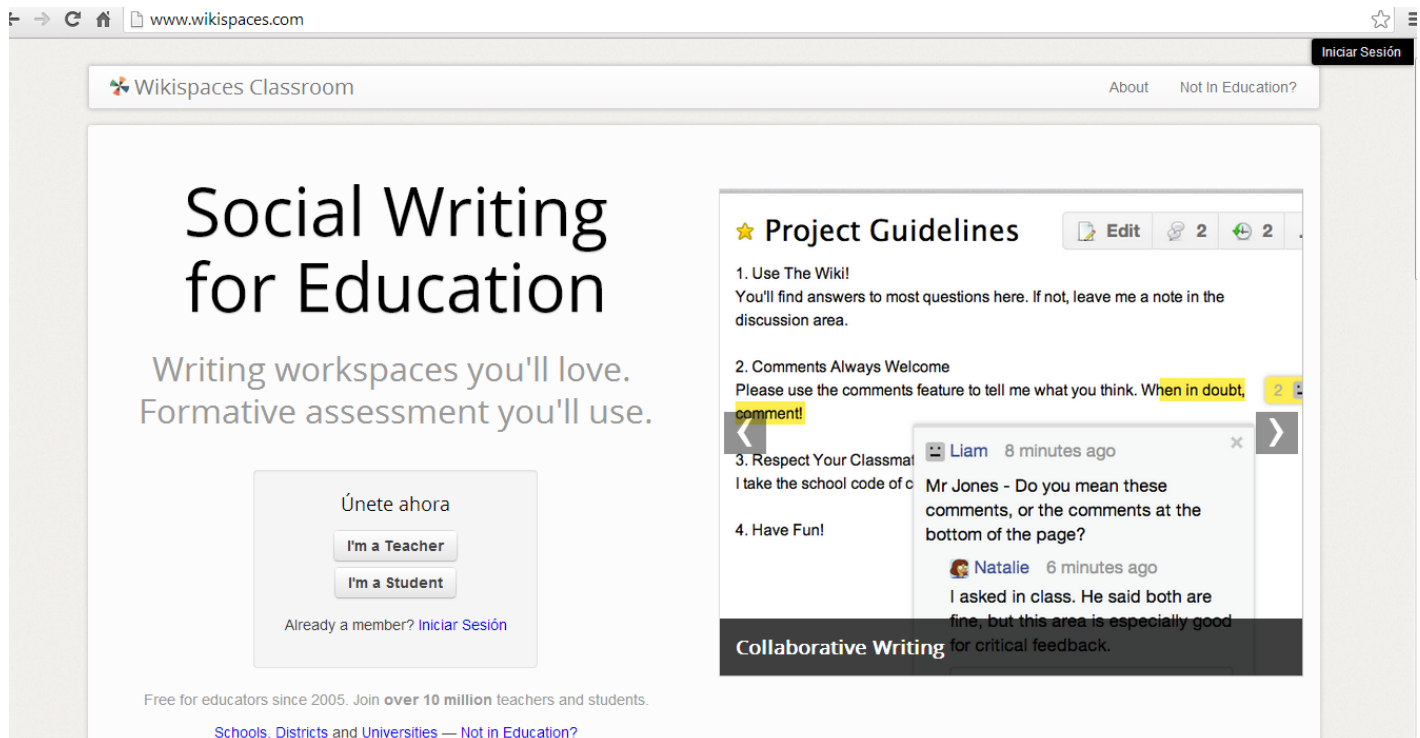 www.wikispaces.com
Iniciar Sesión
Wikispaces Classroom
About
Not In Education?
Social Writing
for Education
Writing workspaces you'll love.
Formative assessment you'll use.
Únete ahora
I'm a Teacher
I'm a Student
Already a member? Iniciar Sesión
Free for educators since 2005. Join over 10 million teachers and students.
Schools, Districts and Universities — Not in Education?
Project Guidelines
Edit
2
2
1. Use The Wiki!
You'll find answers to most questions here. If not, leave me a note in the
discussion area.
2. Comments Always Welcome
Please use the comments feature to tell me what you think. When in doubt,
2
comment!
3. Respect Your Classmat
I take the school code of c
4. Have Fun!
Liam 8 minutes ago
Mr Jones - Do you mean these
comments, or the comments at the
bottom of the page?
Natalie 6 minutes ago
I asked in class. He said both are
fine, but this area is especially good
for critical feedback.
Collaborative Writing